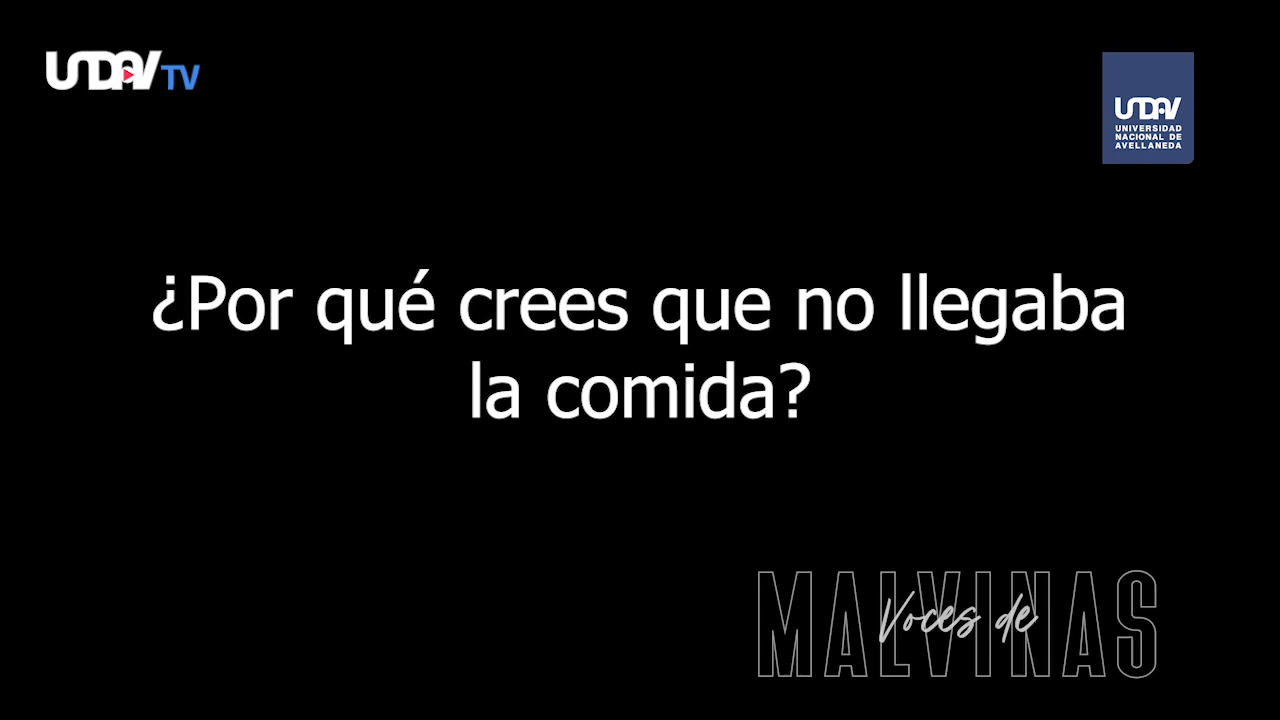 UNDAV TV
UNDAV
UNIVERSIDAD
NACIONAL DE
AVELLANEDA
¿Por qué crees que no llegaba
la comida?
Voces de
MALVINAS